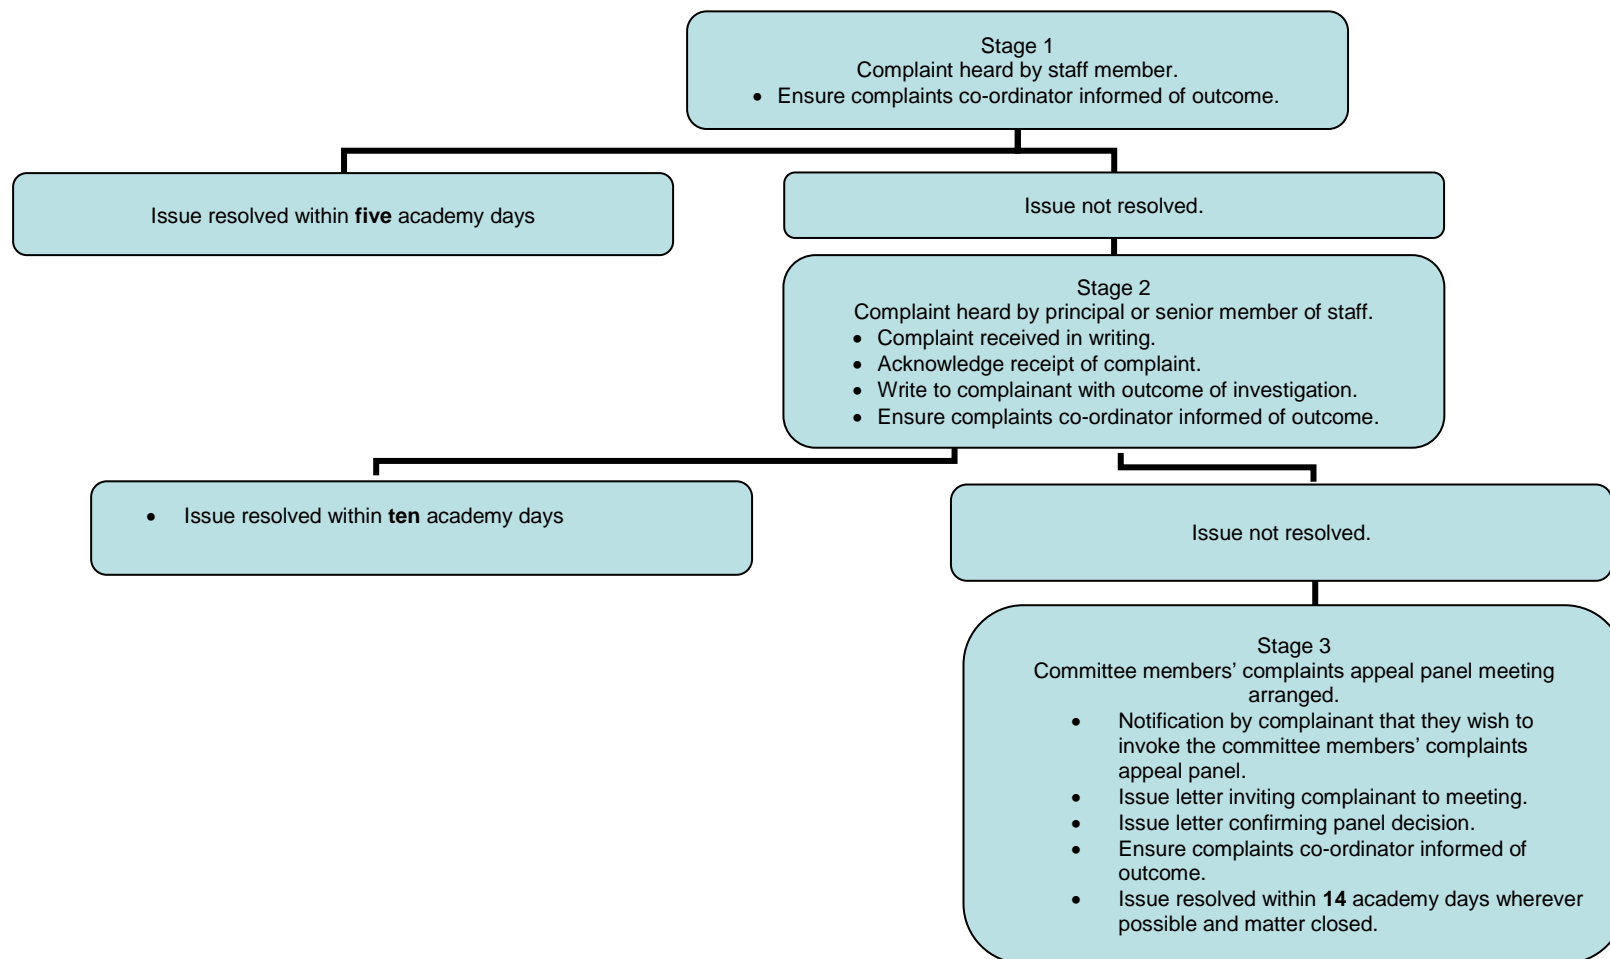 Stage 1
Complaint heard by staff member.
• Ensure complaints co-ordinator informed of outcome.
Issue resolved within five academy days
Issue not resolved.
Stage 2
Complaint heard by principal or senior member of staff.
• Complaint received in writing.
• Acknowledge receipt of complaint.
• Write to complainant with outcome of investigation.
• Ensure complaints co-ordinator informed of outcome.
• Issue resolved within ten academy days
Issue not resolved.
Stage 3
Committee members’ complaints appeal panel meeting
arranged.
• Notification by complainant that they wish to
invoke the committee members’ complaints
appeal panel.
• Issue letter inviting complainant to meeting.
• Issue letter confirming panel decision.
• Ensure complaints co-ordinator informed of
outcome.
• Issue resolved within 14 academy days wherever
possible and matter closed.